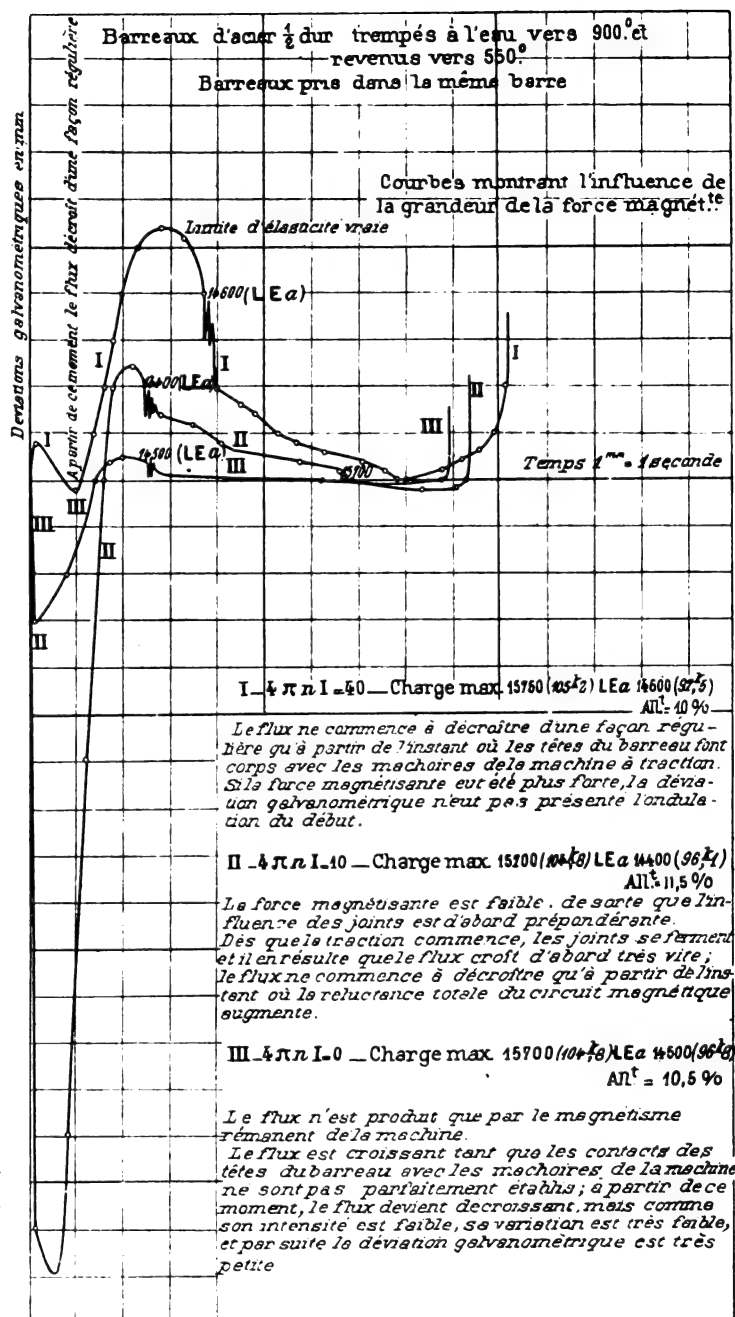 Barreaux d'acier ½ dur trempés à l'eau vers 900° et
revenus vers 550°
Barreaux pris dans la même barre
Déviations galvanométriques en mm
A partir de ce moment le flux décroît d'une façon régulière
Courbes montrant l'influence de
la grandeur de la force magnét.te
Limite d'élasticité vraie
14600 (LEa)
I
I
I
I
14400 (LEa)
II
II
III
III
14500 (LEa)
III
15700
Temps 1mm = 1 seconde
III
II
III
II
I_4 π n I = 40 _ Charge max. 15760 (105k2) LEa 14600 (97k5)
Allt = 10 %
Le flux ne commence à décroître d'une façon régu-
lière qu'à partir de l'instant où les têtes du barreau font
corps avec les machoires de la machine à traction.
Si la force magnétisante eut été plus forte, la dévia-
tion galvanométrique n'eut pas présenté l'ondula-
tion du début.
II _ 4 π n I = 10 _ Charge max. 15700 (104k8) LEa 14400 (96k1)
Allt = 11,5 %
La force magnétisante est faible, de sorte que l'in-
fluence des joints est d'abord prépondérante.
Dès que la traction commence, les joints se ferment
et il en résulte que le flux croît d'abord très vite;
le flux ne commence à décroître qu'à partir de l'ins-
tant où la reluctance totale du circuit magnétique
augmente.
III _ 4 π n I = 0 _ Charge max. 15700 (104k8) LEa 14500 (96k8)
Allt = 10,5 %
Le flux n'est produit que par le magnétisme
rémanent de la machine.
Le flux est croissant tant que les contacts des
têtes du barreau avec les machoires de la machine
ne sont pas parfaitement établis; à partir de ce
moment, le flux devient decroissant, mais comme
son intensité est faible, sa variation est très faible,
et par suite la déviation galvanométrique est très
petite